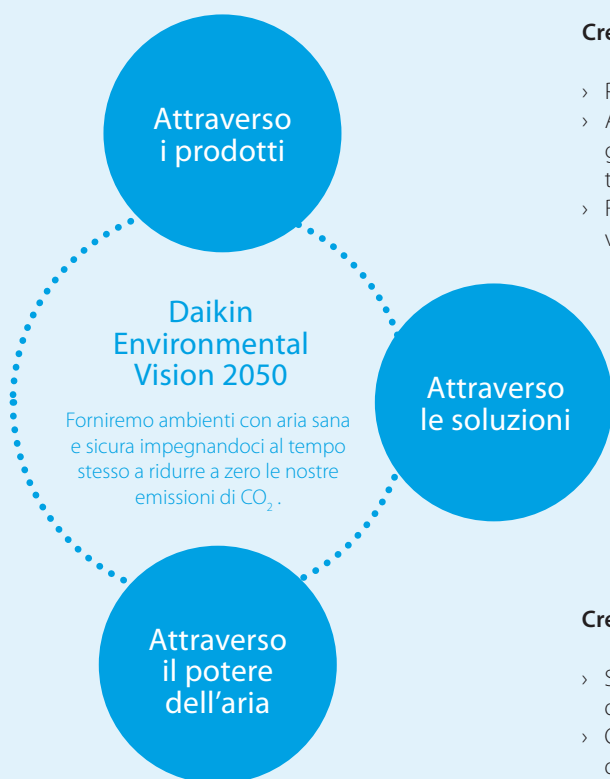 Attraverso
i prodotti
Daikin
Environmental
Vision 2050
Forniremo ambienti con aria sana
e sicura impegnandoci al tempo
stesso a ridurre a zero le nostre
emissioni di CO₂ .
Attraverso
le soluzioni
Attraverso
il potere
dell’aria